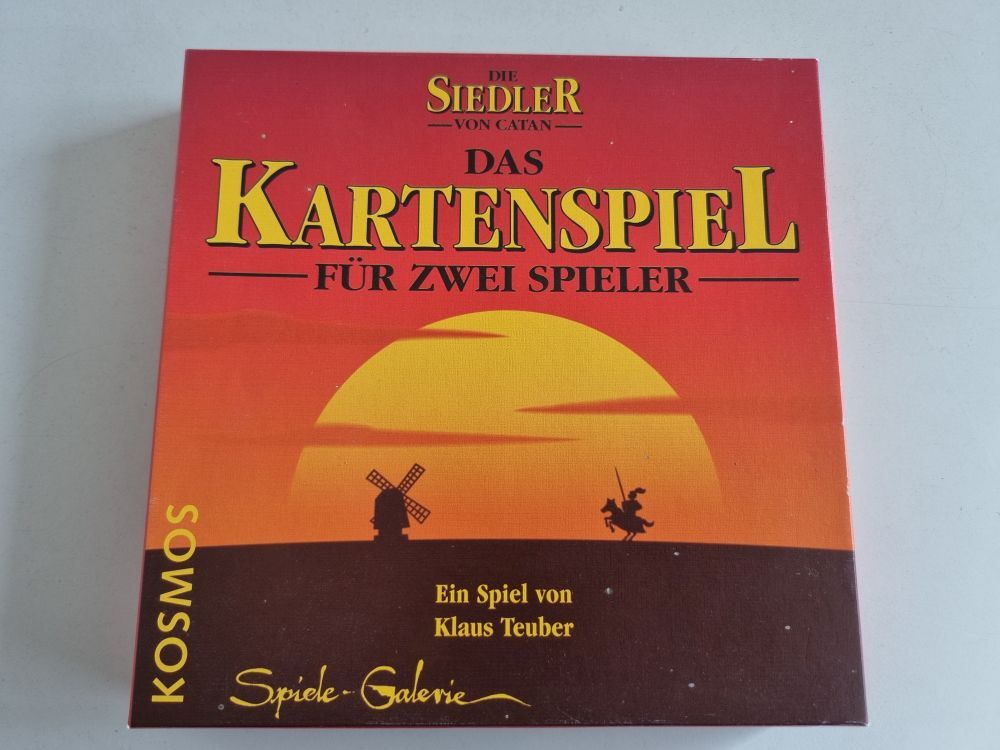 DIE
SIEDLER
VON CATAN
DAS
KARTENSPIEL
FÜR ZWEI SPIELER
Ein Spiel von
Klaus Teuber
KOSMOS
Spiele-Galerie